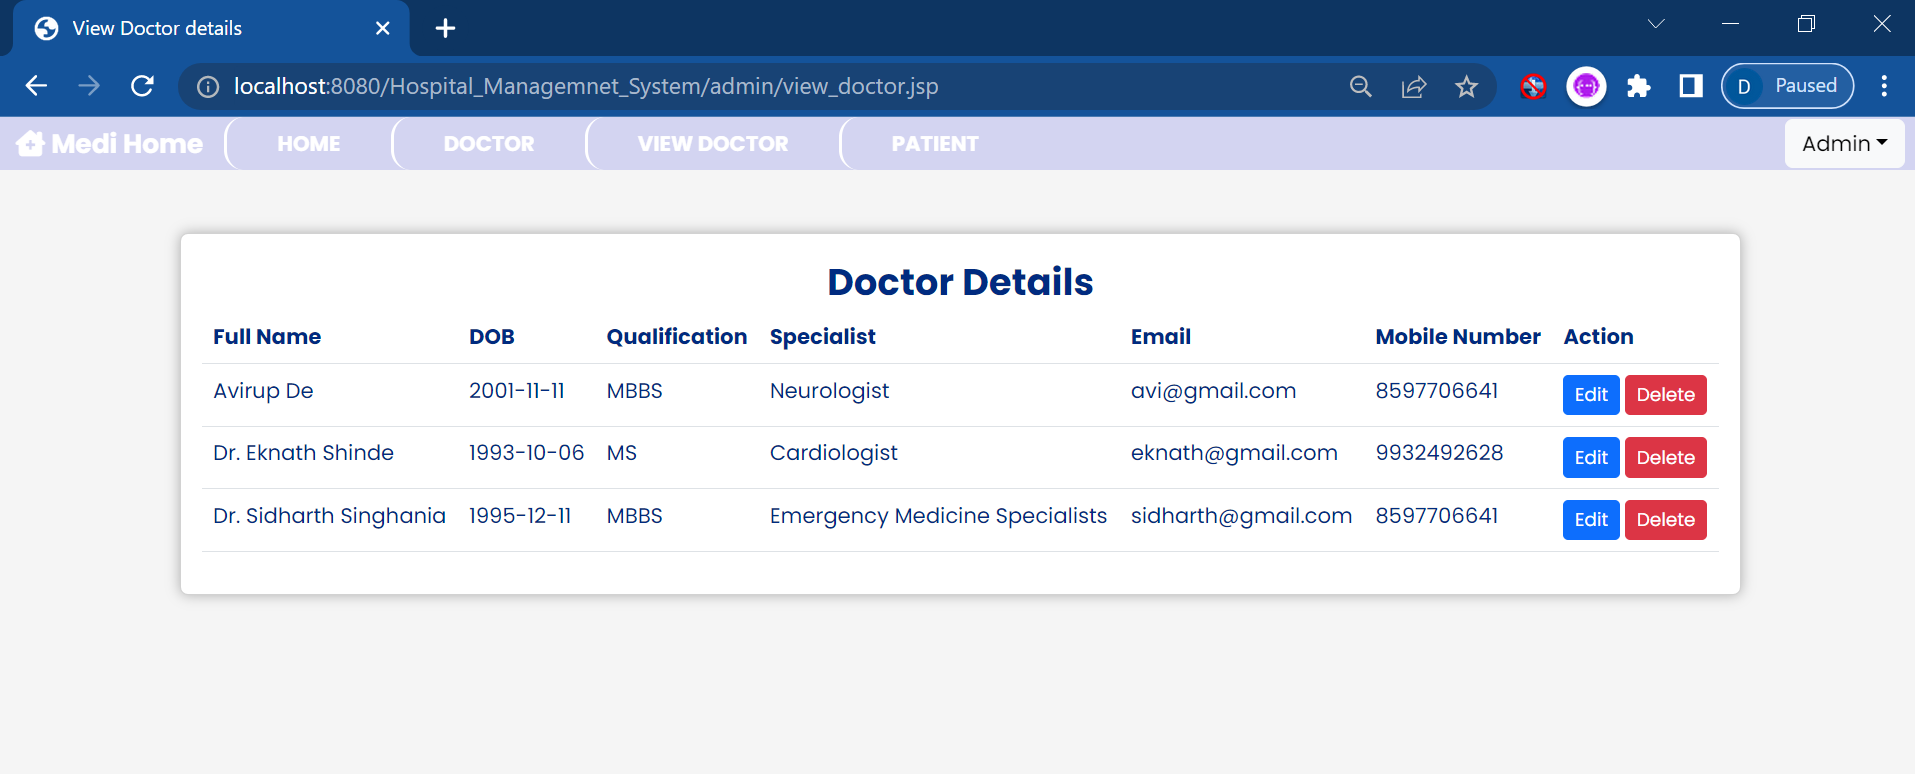 View Doctor details
localhost:8080/Hospital_Managemnet_System/admin/view_doctor.jsp
D Paused
Medi Home HOME DOCTOR VIEW DOCTOR PATIENT Admin
Doctor Details
Full Name DOB Qualification Specialist Email Mobile Number Action
Avirup De 2001-11-11 MBBS Neurologist avi@gmail.com 8597706641 Edit Delete
Dr. Eknath Shinde 1993-10-06 MS Cardiologist eknath@gmail.com 9932492628 Edit Delete
Dr. Sidharth Singhania 1995-12-11 MBBS Emergency Medicine Specialists sidharth@gmail.com 8597706641 Edit Delete